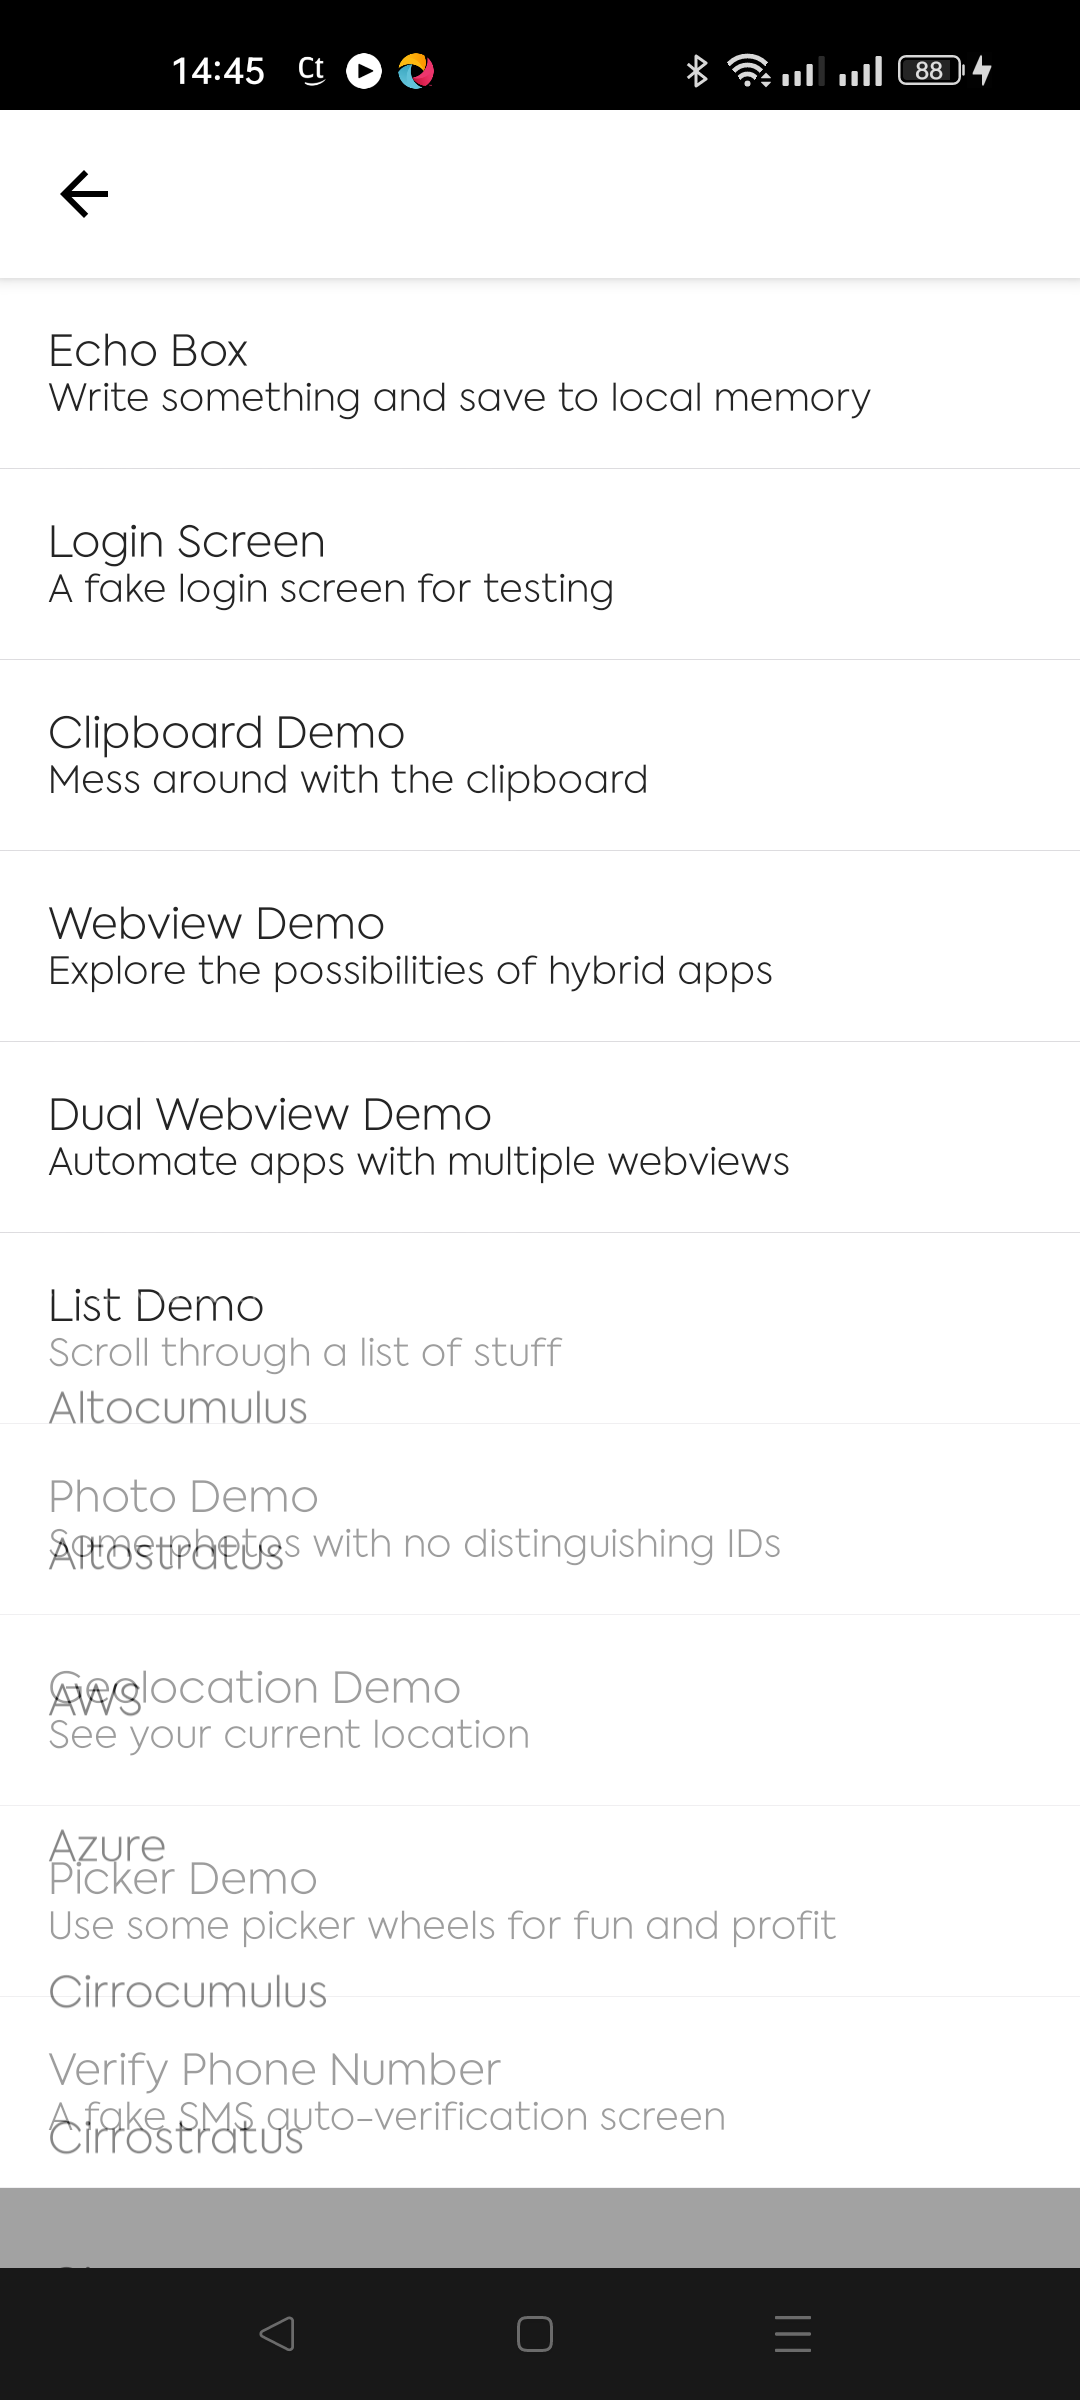 14:45 Ct 88
Echo Box
Write something and save to local memory
Login Screen
A fake login screen for testing
Clipboard Demo
Mess around with the clipboard
Webview Demo
Explore the possibilities of hybrid apps
Dual Webview Demo
Automate apps with multiple webviews
List Demo
Scroll through a list of stuff
Altocumulus
Photo Demo
Some photos with no distinguishing IDs
Altostratus
Geolocation Demo
AWS
See your current location
Azure
Picker Demo
Use some picker wheels for fun and profit
Cirrocumulus
Verify Phone Number
A fake SMS auto-verification screen
Cirrostratus